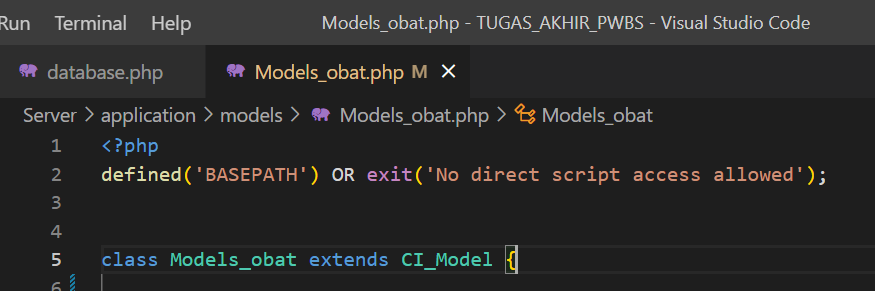 Run Terminal Help Models_obat.php - TUGAS_AKHIR_PWBS - Visual Studio Code
database.php Models_obat.php M
Server > application > models > Models_obat.php > Models_obat
1 <?php
2 defined('BASEPATH') OR exit('No direct script access allowed');
3
4
5 class Models_obat extends CI_Model {
6